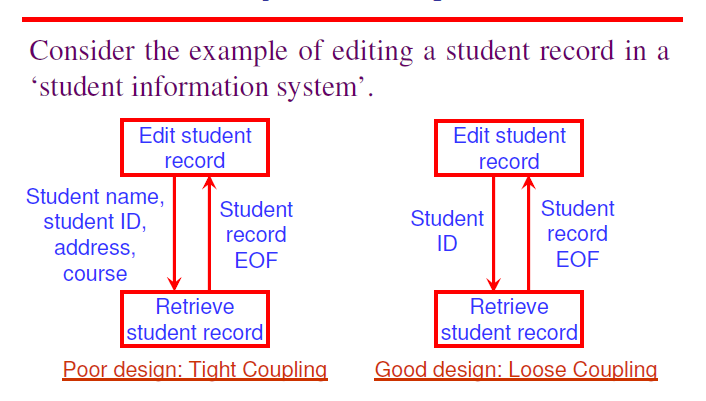 Consider the example of editing a student record in a
‘student information system’.
Edit student
record
Student name,
student ID,
address,
course
Student
record
EOF
Retrieve
student record
Poor design: Tight Coupling
Edit student
record
Student
ID
Student
record
EOF
Retrieve
student record
Good design: Loose Coupling